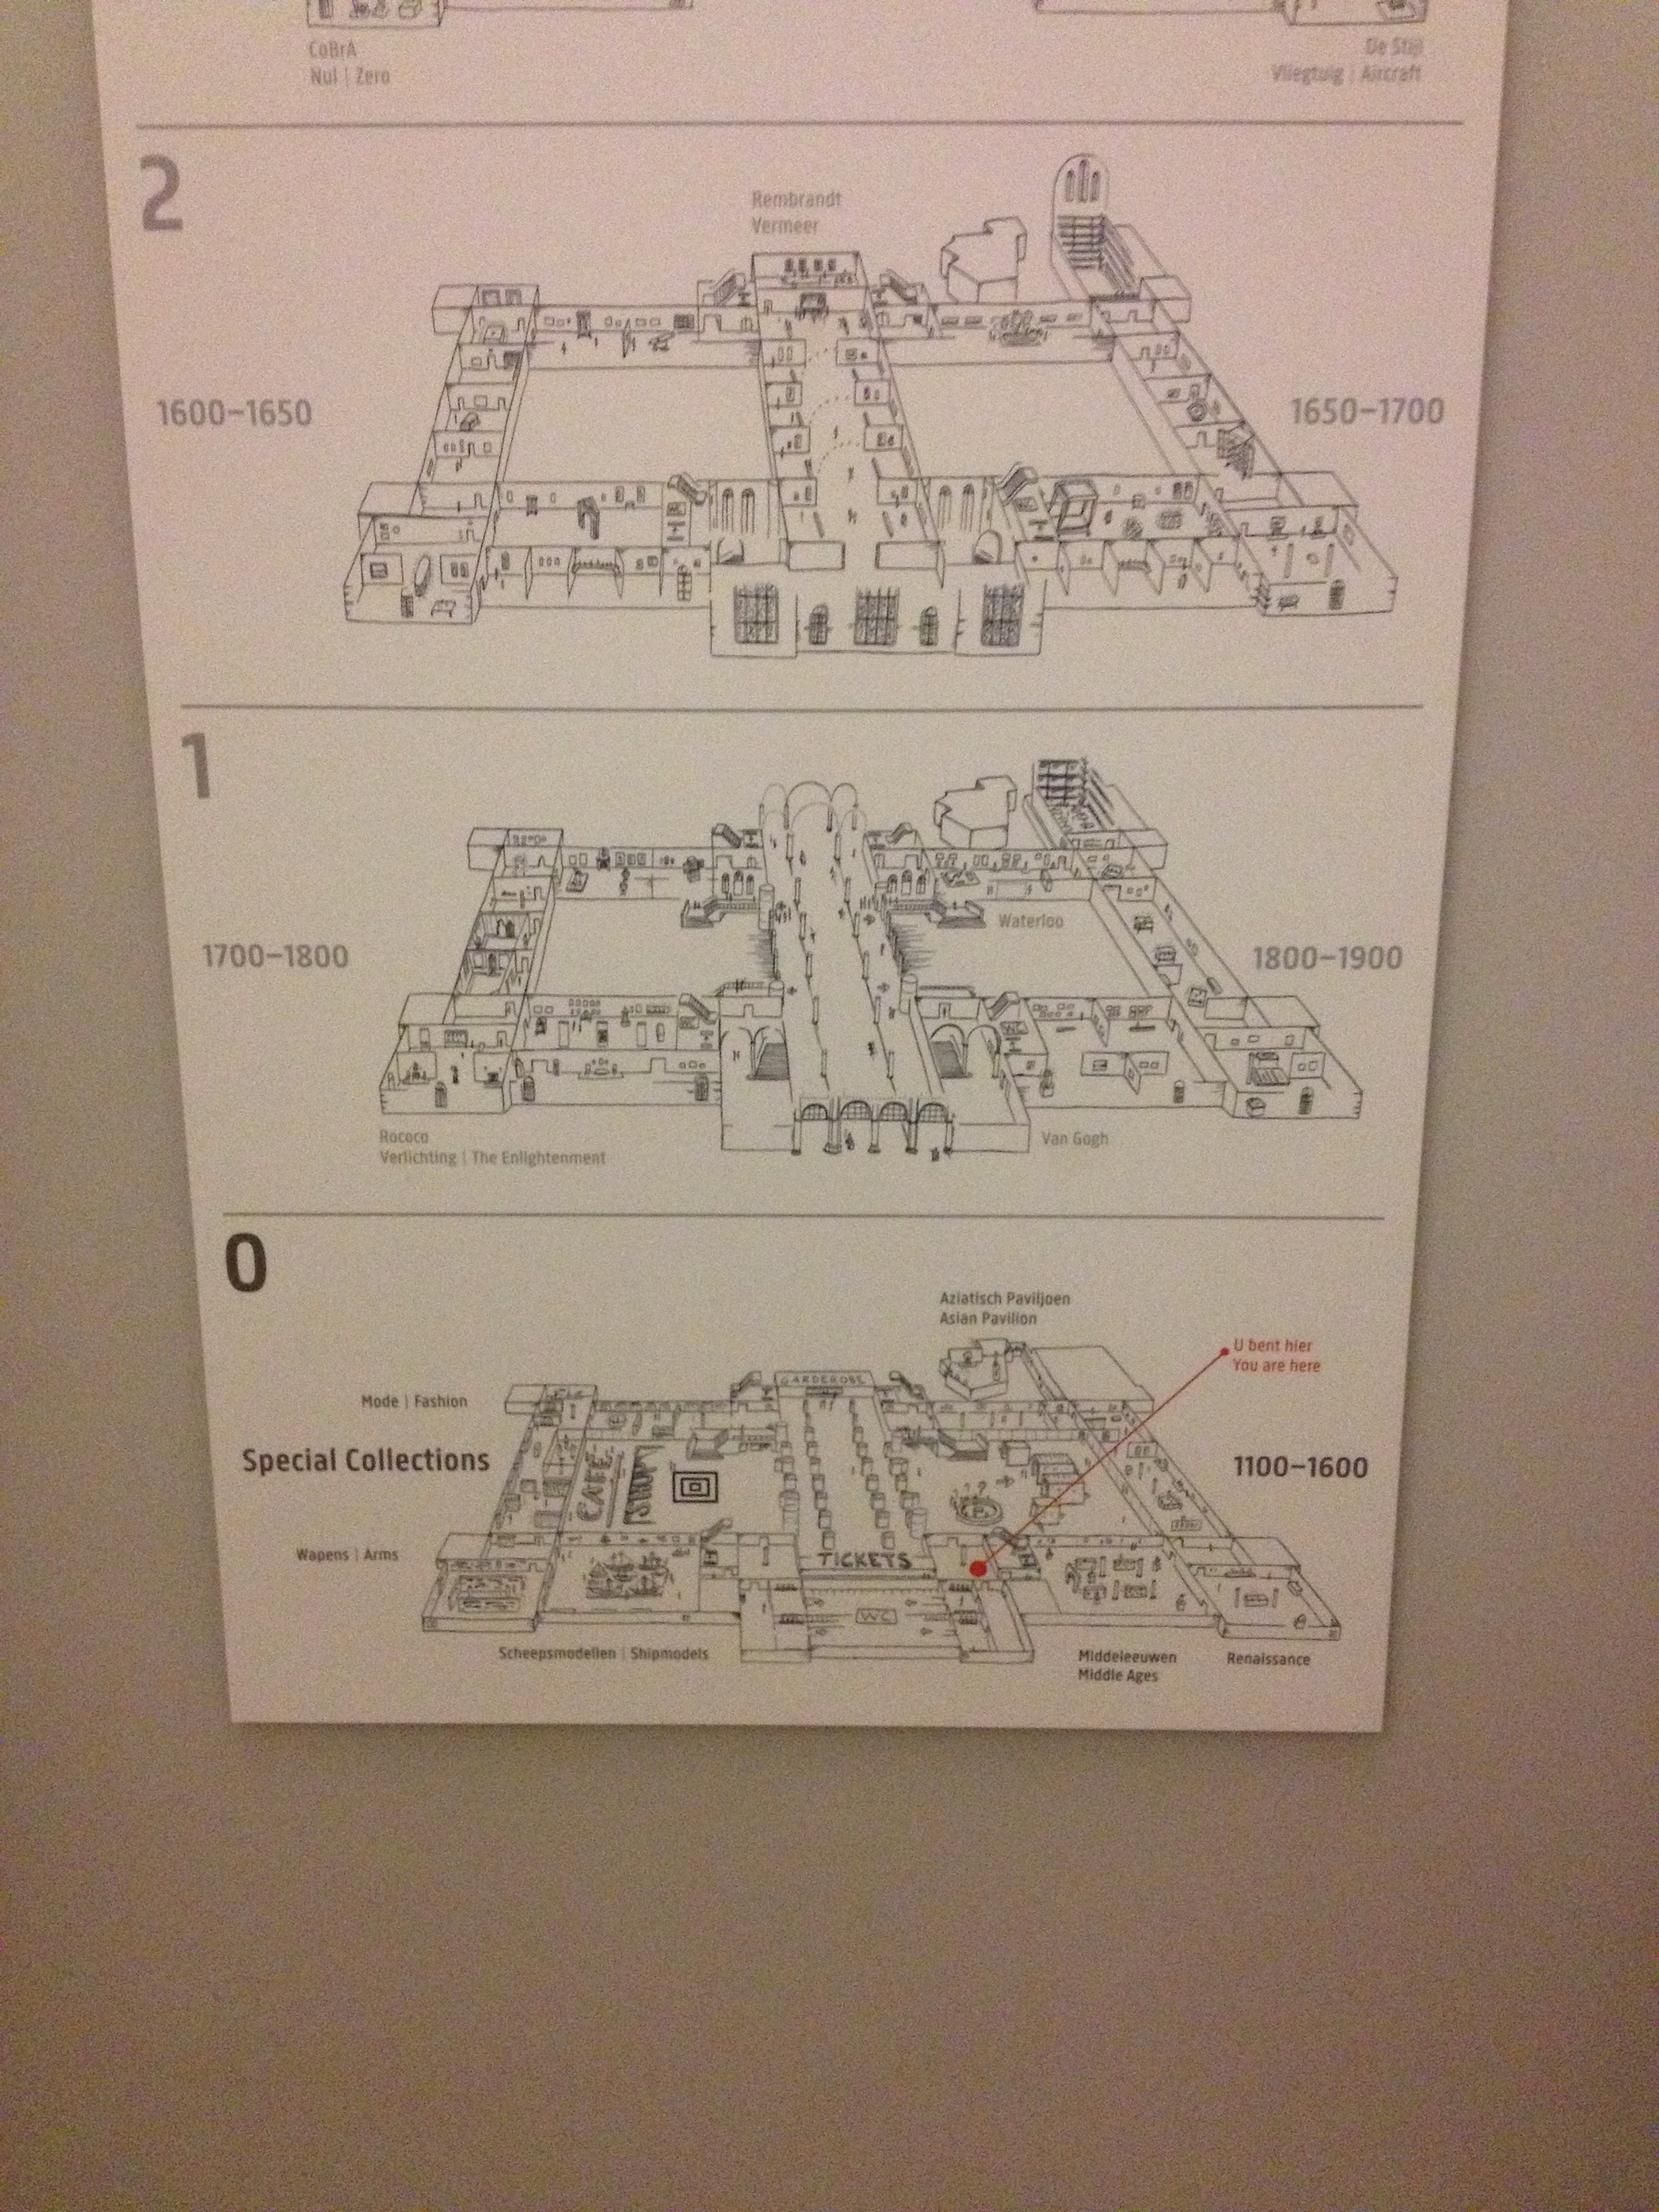 CoBrA
Nul | Zero
De Stijl
Vliegtuig | Aircraft
2
Rembrandt
Vermeer
1600–1650
1650–1700
1
Waterloo
1700–1800
1800–1900
Rococo
Verlichting | The Enlightenment
Van Gogh
0
Aziatisch Paviljoen
Asian Pavilion
U bent hier
You are here
GARDEROBE
Mode | Fashion
Special Collections
CAFE
SHOP
1100–1600
Wapens | Arms
TICKETS
WC
Scheepsmodellen | Shipmodels
Middeleeuwen
Middle Ages
Renaissance